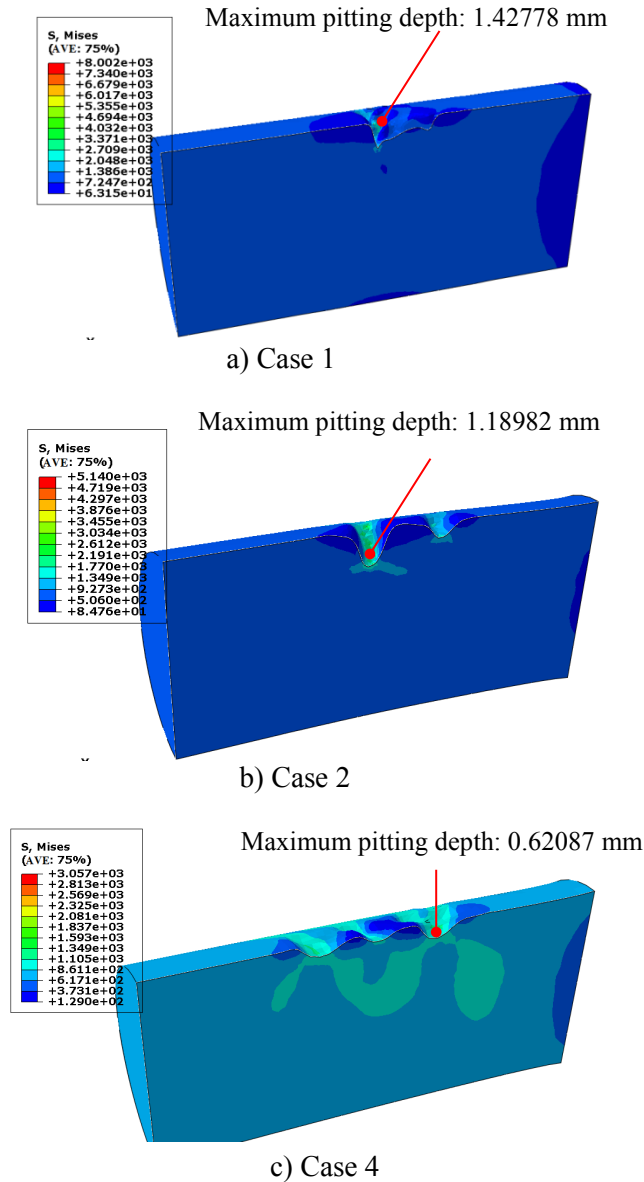 Maximum pitting depth: 1.42778 mm
S, Mises
(AVE: 75%)
+8.002e+03
+7.340e+03
+6.679e+03
+6.017e+03
+5.355e+03
+4.694e+03
+4.032e+03
+3.371e+03
+2.709e+03
+2.048e+03
+1.386e+03
+7.247e+02
+6.315e+01
a) Case 1
Maximum pitting depth: 1.18982 mm
S, Mises
(AVE: 75%)
+5.140e+03
+4.719e+03
+4.297e+03
+3.876e+03
+3.455e+03
+3.034e+03
+2.612e+03
+2.191e+03
+1.770e+03
+1.349e+03
+9.273e+02
+5.060e+02
+8.476e+01
b) Case 2
Maximum pitting depth: 0.62087 mm
S, Mises
(AVE: 75%)
+3.057e+03
+2.813e+03
+2.569e+03
+2.325e+03
+2.081e+03
+1.837e+03
+1.593e+03
+1.349e+03
+1.105e+03
+8.611e+02
+6.171e+02
+3.731e+02
+1.290e+02
c) Case 4